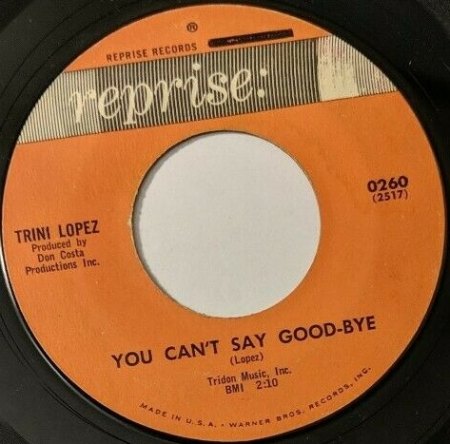 ®
REPRISE RECORDS
reprise:
0260
(2517)
TRINI LOPEZ
Produced by
Don Costa
Productions Inc.
YOU CAN'T SAY GOOD-BYE
(Lopez)
Tridon Music, Inc.
BMI 2:10
MADE IN U.S.A. - WARNER BROS. RECORDS, INC.